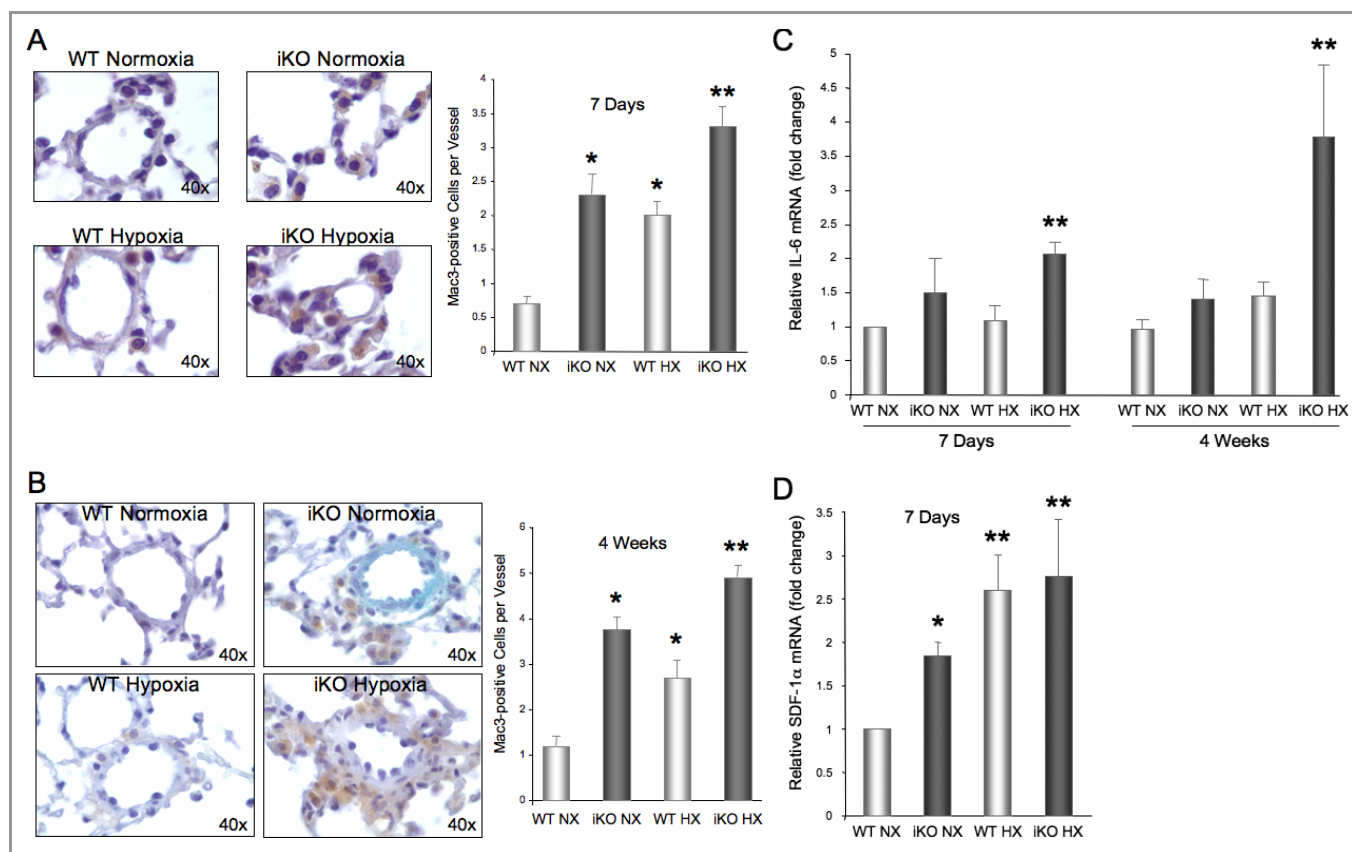 A
WT Normoxia
iKO Normoxia
40x
40x
WT Hypoxia
iKO Hypoxia
40x
40x
Mac3-positive Cells per Vessel
4
3.5
3
2.5
2
1.5
1
0.5
0
7 Days
*
*
**
WT NX iKO NX WT HX iKO HX
B
WT Normoxia
iKO Normoxia
40x
40x
WT Hypoxia
iKO Hypoxia
40x
40x
Mac3-positive Cells per Vessel
6
5
4
3
2
1
0
4 Weeks
*
*
**
WT NX iKO NX WT HX iKO HX
C
Relative IL-6 mRNA (fold change)
5
4.5
4
3.5
3
2.5
2
1.5
1
0.5
0
**
**
WT NX iKO NX WT HX iKO HX WT NX iKO NX WT HX iKO HX
7 Days
4 Weeks
D
Relative SDF-1α mRNA (fold change)
3.5
3
2.5
2
1.5
1
0.5
0
7 Days
*
**
**
WT NX iKO NX WT HX iKO HX